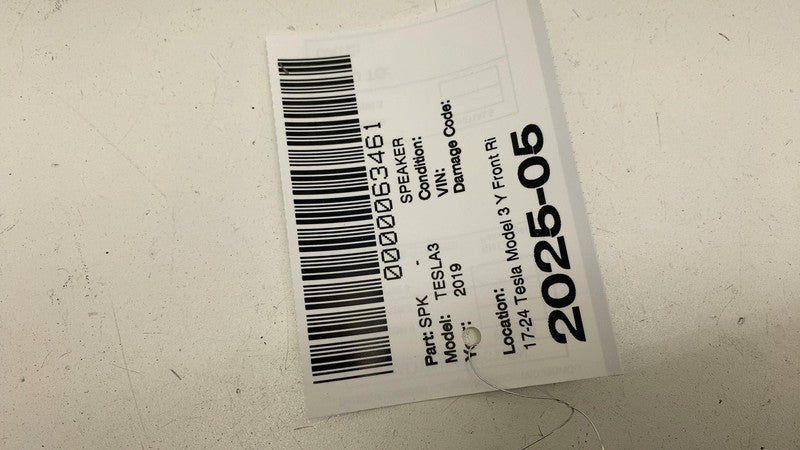 0000063461
Part: SPK - SPEAKER
Model: TESLA3 Condition:
Year: 2019 VIN:
Damage Code:
Location:
17-24 Tesla Model 3 Y Front Ri
2025-05